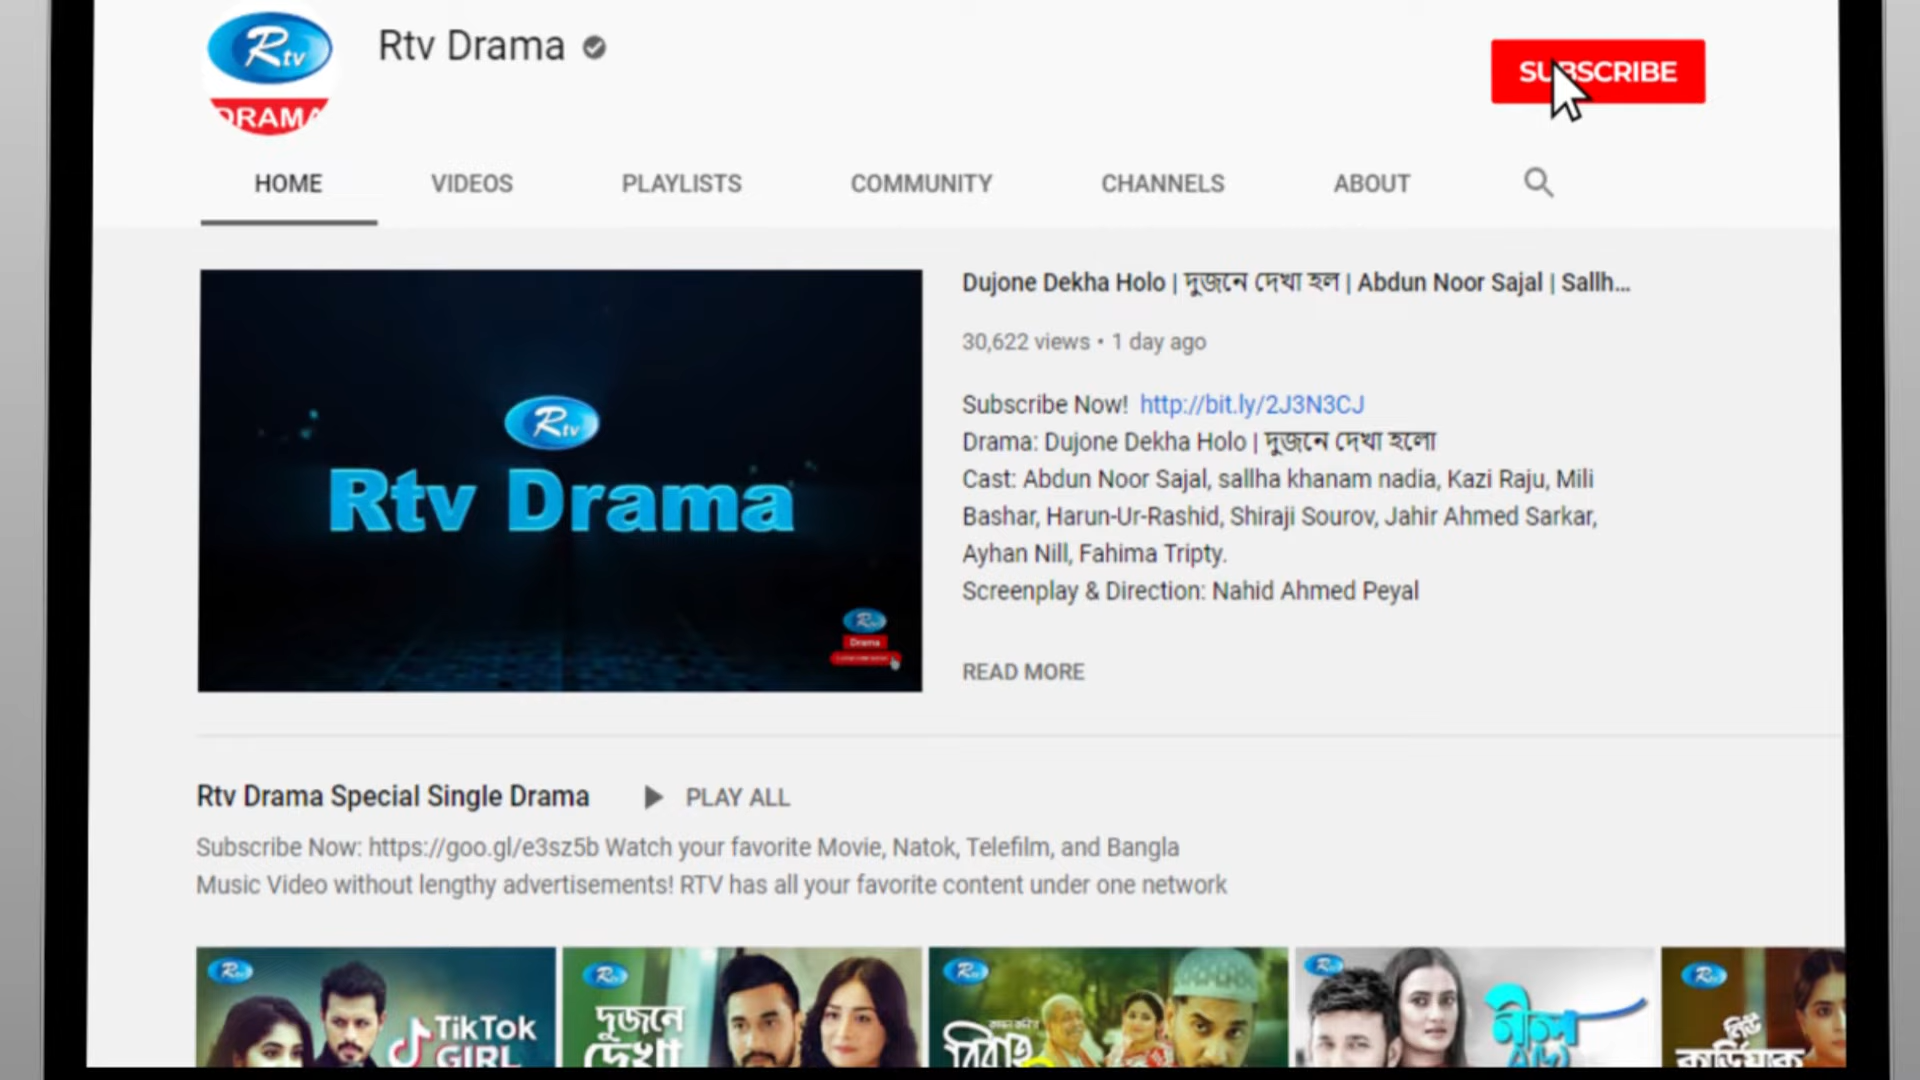 Rtv
DRAMA
Rtv Drama
SUBSCRIBE
HOME VIDEOS PLAYLISTS COMMUNITY CHANNELS ABOUT
Rtv
Rtv Drama
Rtv
Drama
Dujone Dekha Holo | দুজনে দেখা হল | Abdun Noor Sajal | Sallh...
30,622 views • 1 day ago
Subscribe Now! http://bit.ly/2J3N3CJ
Drama: Dujone Dekha Holo | দুজনে দেখা হলো
Cast: Abdun Noor Sajal, sallha khanam nadia, Kazi Raju, Mili
Bashar, Harun-Ur-Rashid, Shiraji Sourov, Jahir Ahmed Sarkar,
Ayhan Nill, Fahima Tripty.
Screenplay & Direction: Nahid Ahmed Peyal
READ MORE
Rtv Drama Special Single Drama PLAY ALL
Subscribe Now: https://goo.gl/e3sz5b Watch your favorite Movie, Natok, Telefilm, and Bangla
Music Video without lengthy advertisements! RTV has all your favorite content under one network
TikTok
GIRL
দুজনে
দেখা
বিবাহ
নীল